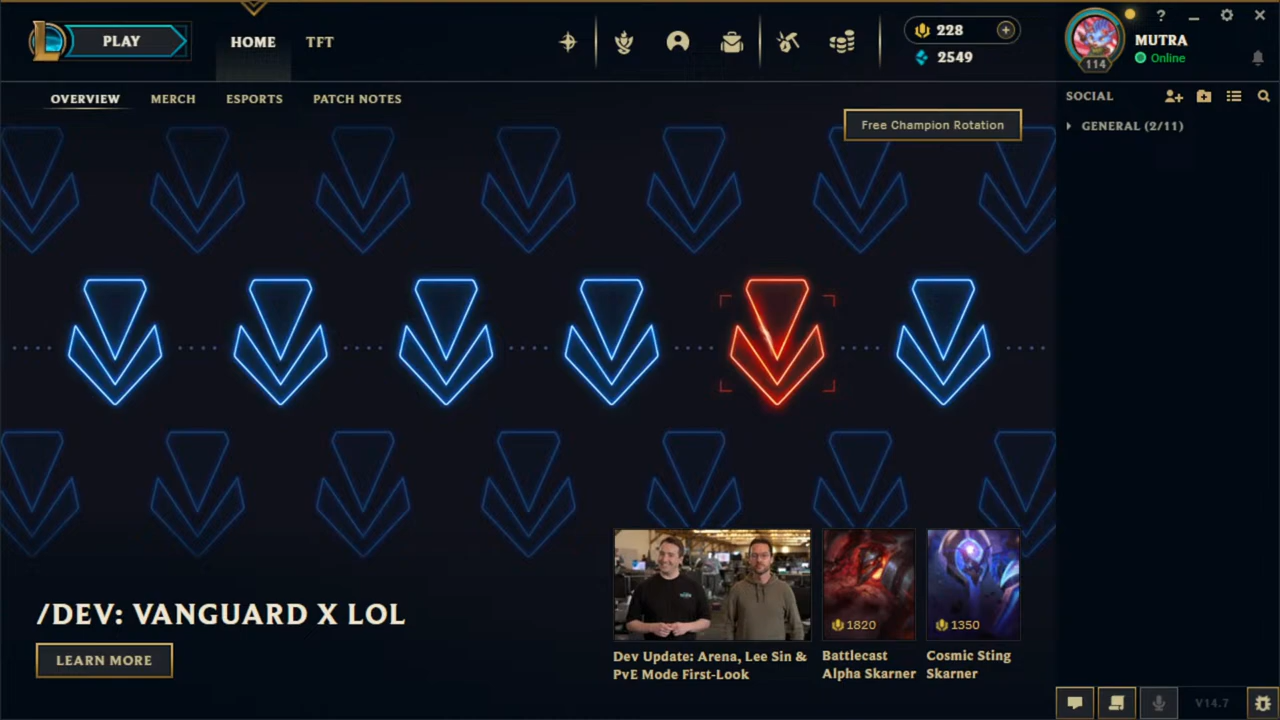 PLAY
HOME
TFT
228
2549
?
114
MUTRA
Online
OVERVIEW
MERCH
ESPORTS
PATCH NOTES
SOCIAL
Free Champion Rotation
GENERAL (2/11)
/DEV: VANGUARD X LOL
LEARN MORE
1820
1350
Dev Update: Arena, Lee Sin &
PvE Mode First-Look
Battlecast
Alpha Skarner
Cosmic Sting
Skarner
V14.7